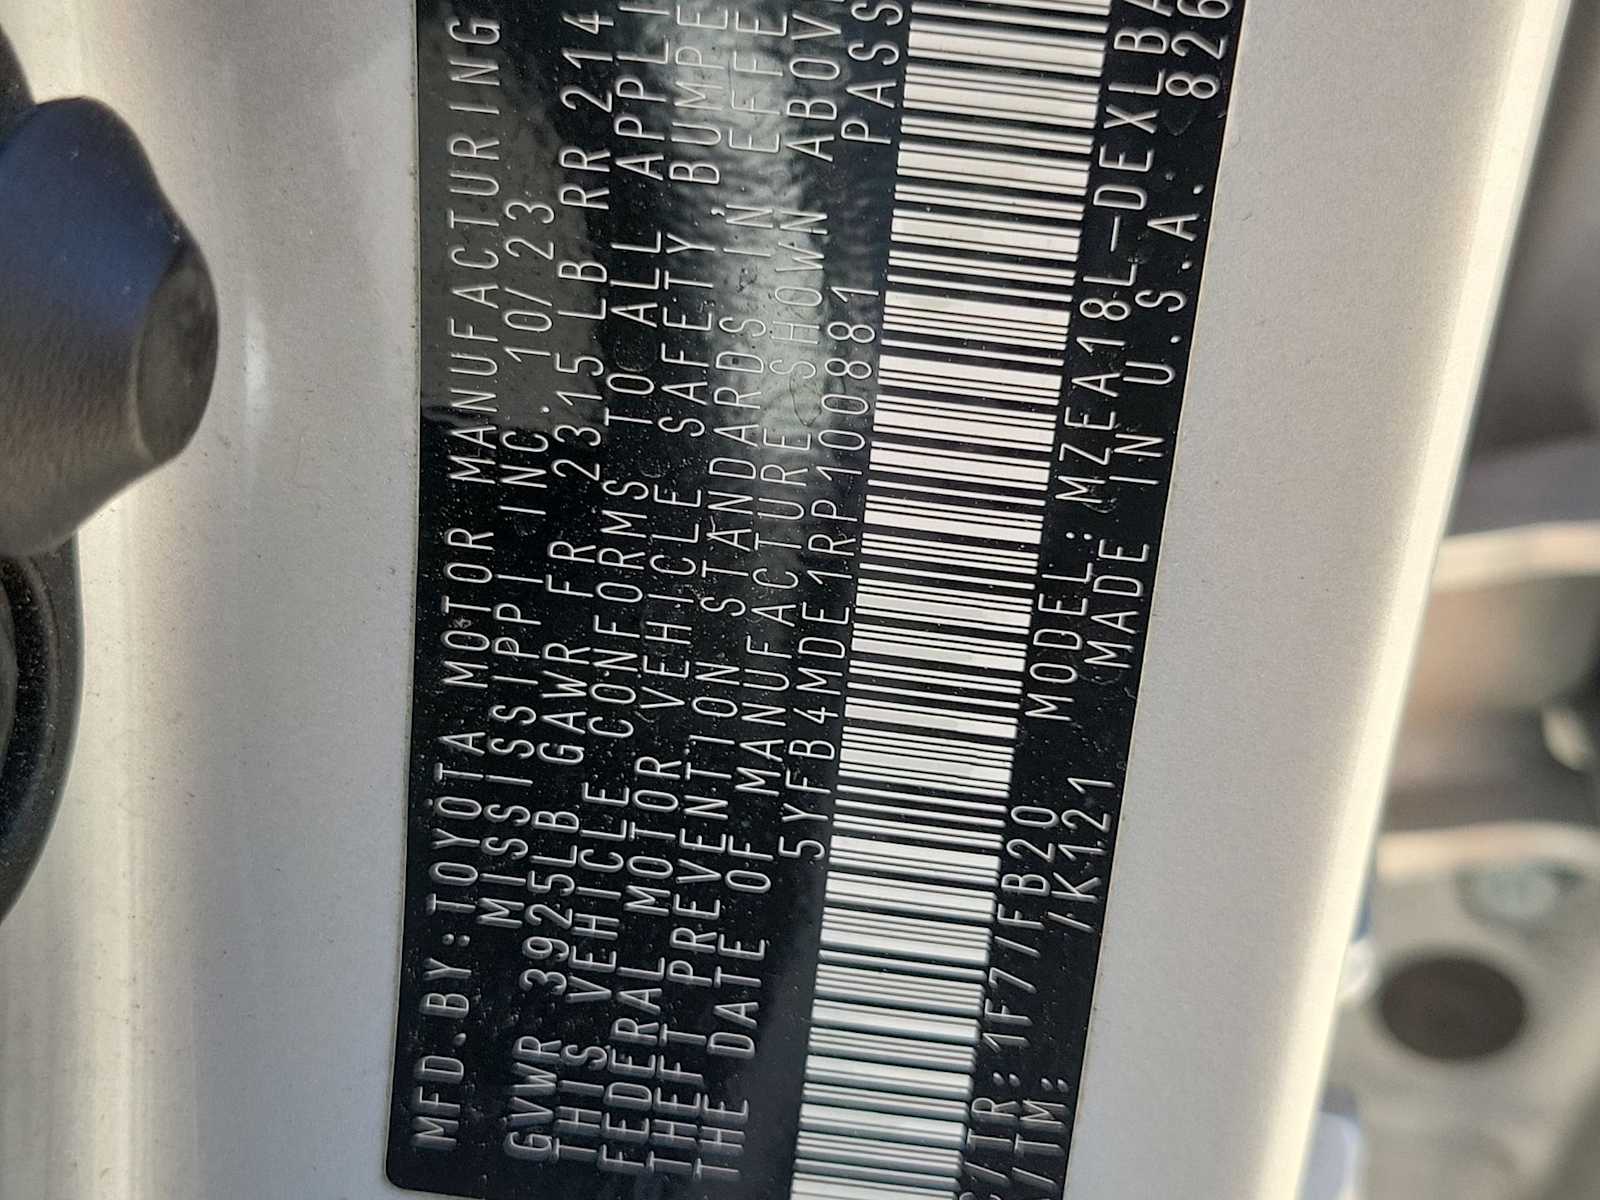 MFD.BY:TOYOTA MOTOR MANUFACTURING
MISSISSIPPI INC. 10/23
GVWR 3925LB GAWR FR 2315LB RR 214
THIS VEHICLE CONFORMS TO ALL APPLI
FEDERAL MOTOR VEHICLE SAFETY, BUMPE
THEFT PREVENTION STANDARDS IN EFFE
THE DATE OF MANUFACTURE SHOWN ABOV
5YFB4MDE1RP100881 PASS
C/TR: 1F7/FB20 MODEL: MZEA18L-DEXLBA
/TM: /K121 MADE IN U.S.A. 826